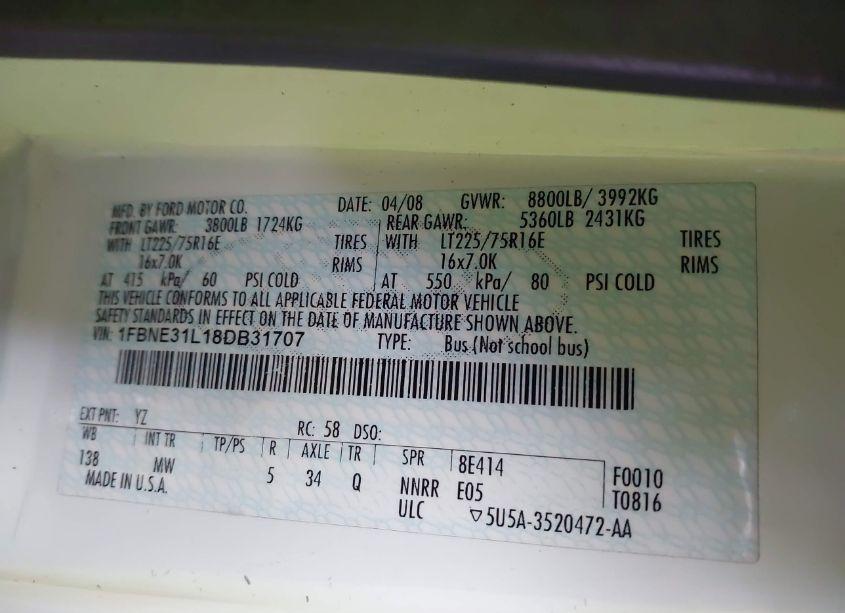 MFD. BY FORD MOTOR CO. DATE: 04/08 GVWR: 8800LB/ 3992KG
FRONT GAWR: 3800LB 1724KG REAR GAWR: 5360LB 2431KG
WITH LT225/75R16E TIRES WITH LT225/75R16E TIRES
16x7.0K RIMS 16x7.0K RIMS
AT 415 kPa/ 60 PSI COLD AT 550 kPa/ 80 PSI COLD
THIS VEHICLE CONFORMS TO ALL APPLICABLE FEDERAL MOTOR VEHICLE
SAFETY STANDARDS IN EFFECT ON THE DATE OF MANUFACTURE SHOWN ABOVE.
VIN: 1FBNE31L18DB31707 TYPE: Bus (Not school bus)
EXT PNT: YZ RC: 58 DSO:
WB INT TR TP/PS R AXLE TR SPR 8E414 F0010
138 MW 5 34 Q NNRR E05 T0816
MADE IN U.S.A. ULC ▽5U5A-3520472-AA